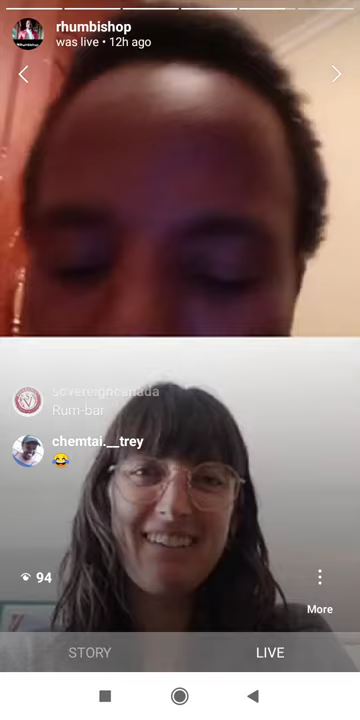 rhumbishop
was live • 12h ago
sovereigncanada
Rum-bar
chemtai.__trey
😂
94
More
STORY
LIVE